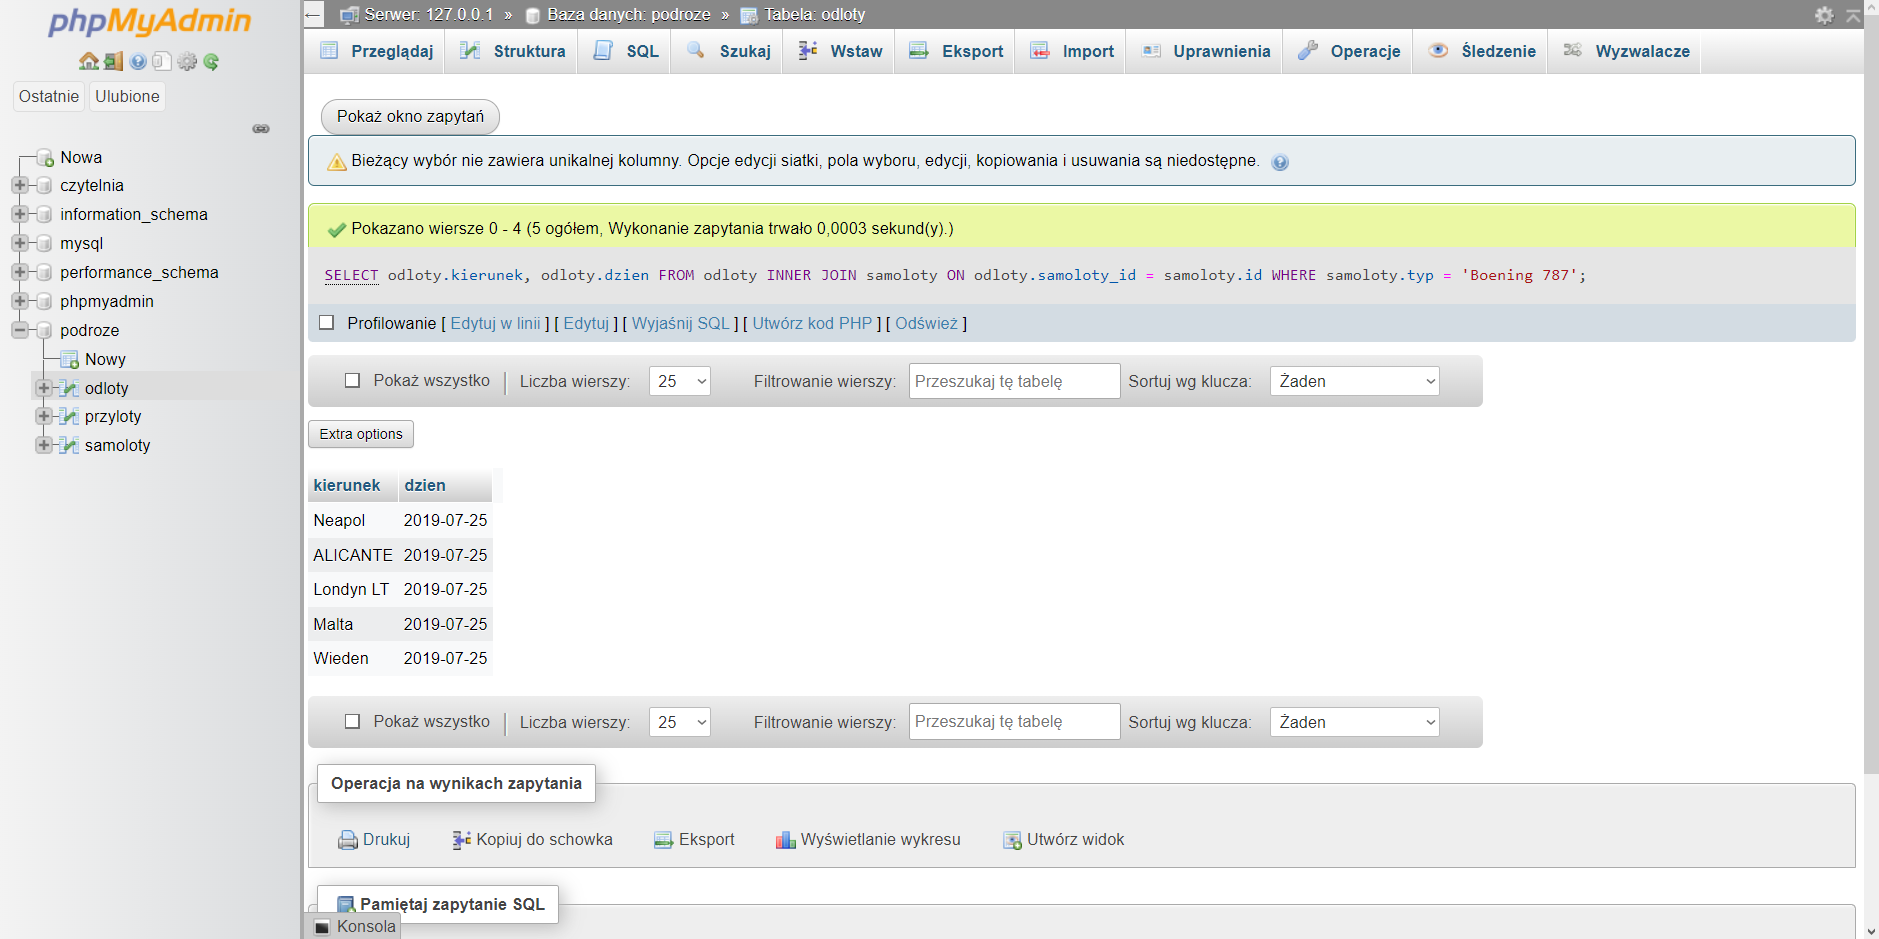 phpMyAdmin
Ostatnie Ulubione
Nowa
czytelnia
information_schema
mysql
performance_schema
phpmyadmin
podroze
Nowy
odloty
przyloty
samoloty
← Serwer: 127.0.0.1 » Baza danych: podroze » Tabela: odloty
Przeglądaj Struktura SQL Szukaj Wstaw Eksport Import Uprawnienia Operacje Śledzenie Wyzwalacze
Pokaż okno zapytań
Bieżący wybór nie zawiera unikalnej kolumny. Opcje edycji siatki, pola wyboru, edycji, kopiowania i usuwania są niedostępne.
Pokazano wiersze 0 - 4 (5 ogółem, Wykonanie zapytania trwało 0,0003 sekund(y).)
SELECT odloty.kierunek, odloty.dzien FROM odloty INNER JOIN samoloty ON odloty.samoloty_id = samoloty.id WHERE samoloty.typ = 'Boening 787';
Profilowanie [ Edytuj w linii ] [ Edytuj ] [ Wyjaśnij SQL ] [ Utwórz kod PHP ] [ Odśwież ]
Pokaż wszystko | Liczba wierszy: 25 Filtrowanie wierszy: Przeszukaj tę tabelę Sortuj wg klucza: Żaden
Extra options
kierunek dzien
Neapol 2019-07-25
ALICANTE 2019-07-25
Londyn LT 2019-07-25
Malta 2019-07-25
Wieden 2019-07-25
Pokaż wszystko | Liczba wierszy: 25 Filtrowanie wierszy: Przeszukaj tę tabelę Sortuj wg klucza: Żaden
Operacja na wynikach zapytania
Drukuj Kopiuj do schowka Eksport Wyświetlanie wykresu Utwórz widok
Pamiętaj zapytanie SQL
Konsola